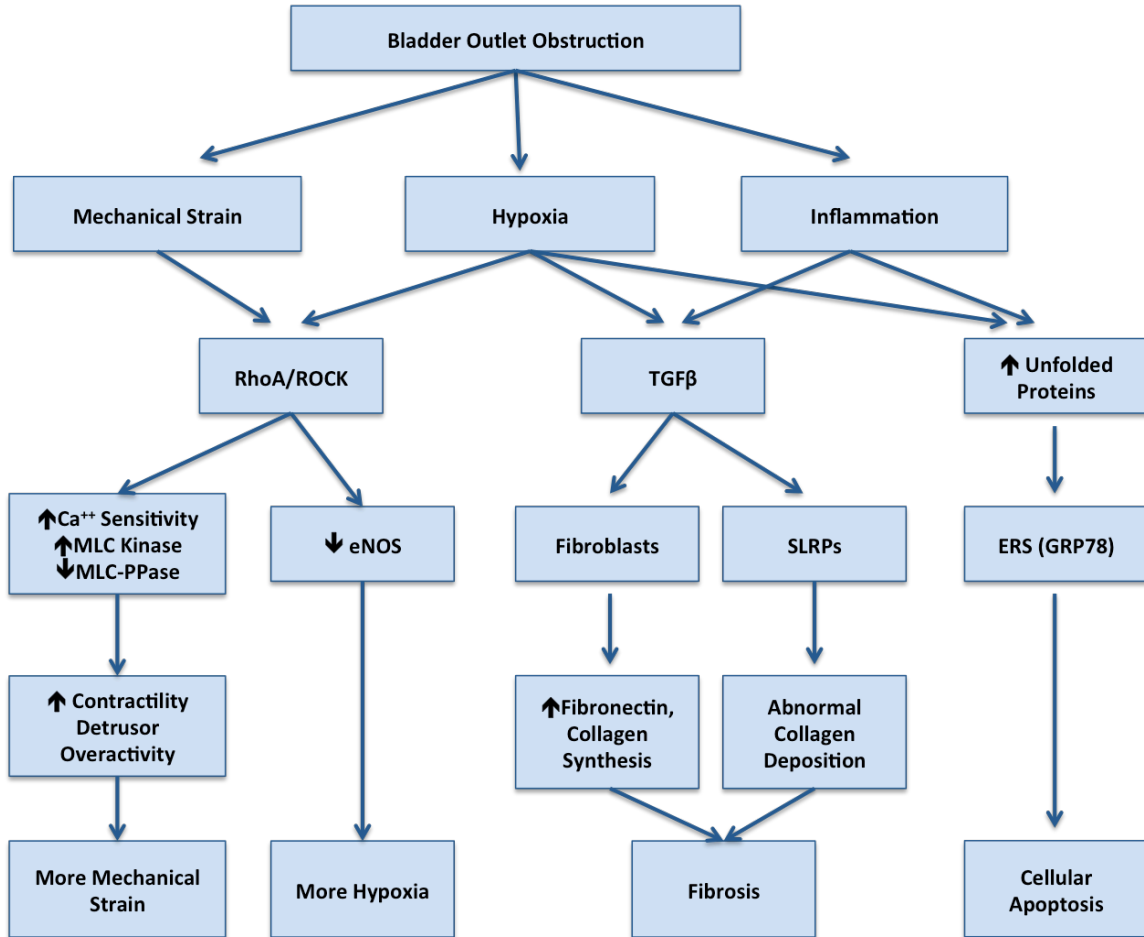 Bladder Outlet Obstruction
Mechanical Strain
Hypoxia
Inflammation
RhoA/ROCK
TGFβ
↑ Unfolded
Proteins
↑Ca⁺⁺ Sensitivity
↑MLC Kinase
↓MLC-PPase
↓ eNOS
Fibroblasts
SLRPs
ERS (GRP78)
↑ Contractility
Detrusor
Overactivity
↑Fibronectin,
Collagen
Synthesis
Abnormal
Collagen
Deposition
More Mechanical
Strain
More Hypoxia
Fibrosis
Cellular
Apoptosis